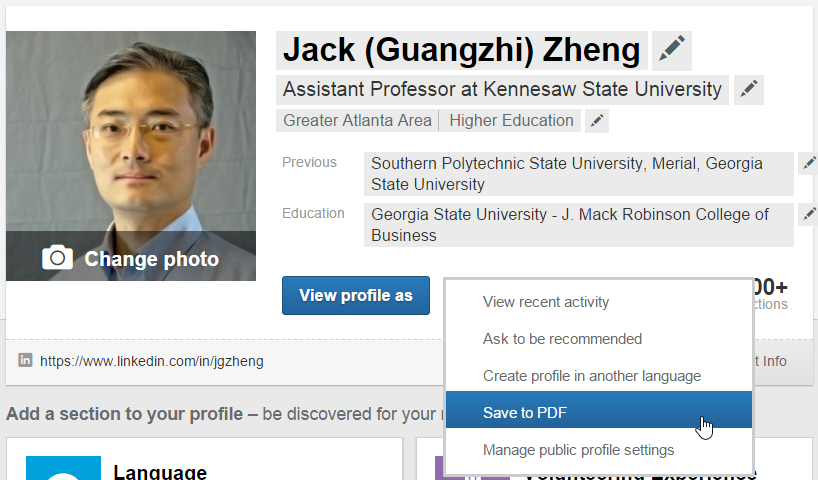 Jack (Guangzhi) Zheng
Assistant Professor at Kennesaw State University
Greater Atlanta Area | Higher Education
Previous
Southern Polytechnic State University, Merial, Georgia
State University
Education
Georgia State University - J. Mack Robinson College of
Business
Change photo
View profile as
00+
ctions
View recent activity
Ask to be recommended
Create profile in another language
Save to PDF
Manage public profile settings
in https://www.linkedin.com/in/jgzheng
t Info
Add a section to your profile – be discovered for your
Language
Volunteering Experience